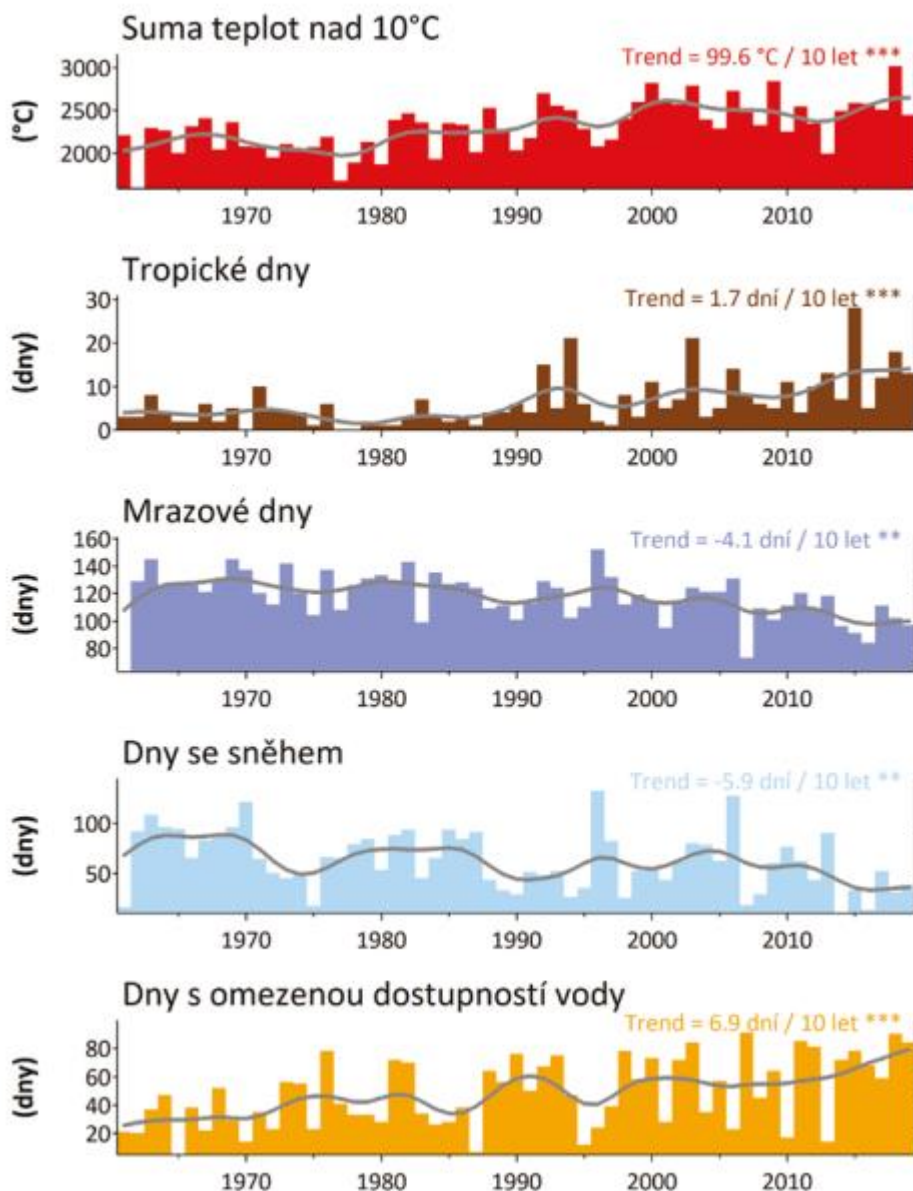 Suma teplot nad 10°C
Trend = 99.6 °C / 10 let ***
(°C)
3000
2500
2000
1970 1980 1990 2000 2010
Tropické dny
Trend = 1.7 dní / 10 let ***
(dny)
30
20
10
0
1970 1980 1990 2000 2010
Mrazové dny
Trend = -4.1 dní / 10 let **
(dny)
160
140
120
100
80
1970 1980 1990 2000 2010
Dny se sněhem
Trend = -5.9 dní / 10 let **
(dny)
100
50
1970 1980 1990 2000 2010
Dny s omezenou dostupností vody
Trend = 6.9 dní / 10 let ***
(dny)
80
60
40
20
1970 1980 1990 2000 2010